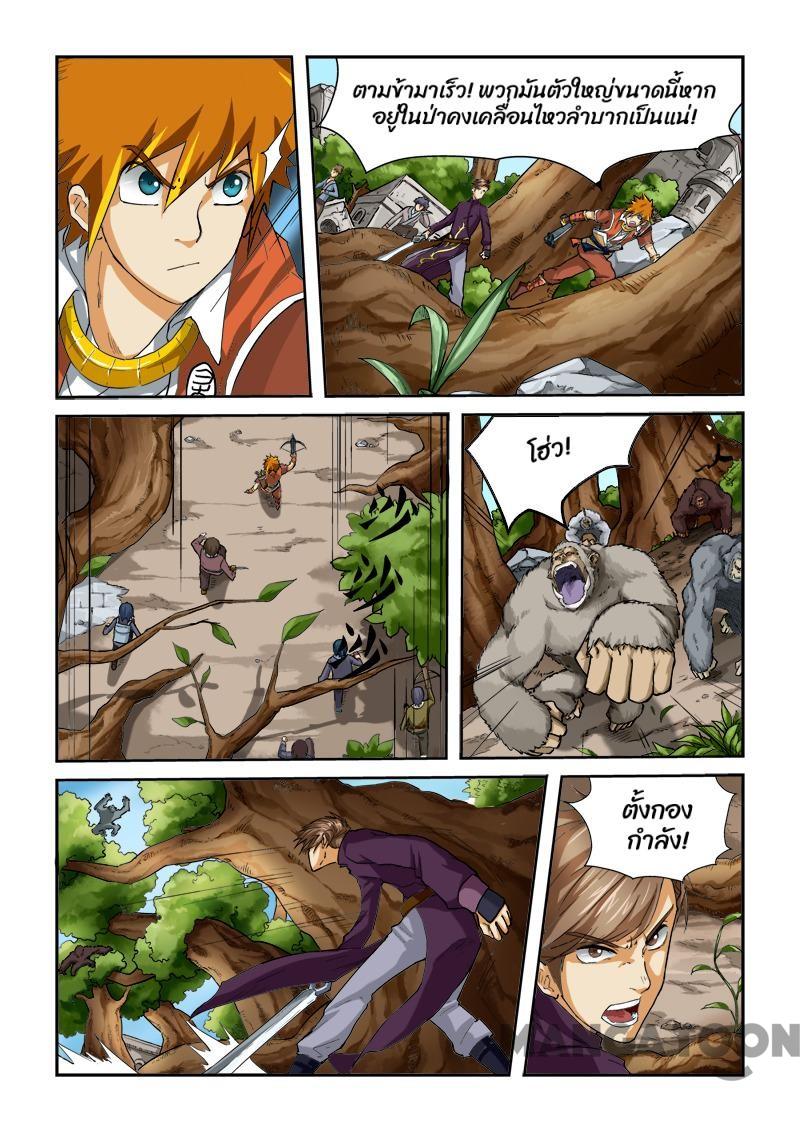 ตามข้ามาเร็ว! พวกมันตัวใหญ่ขนาดนี้หาก
อยู่ในป่าคงเคลื่อนไหวลำบากเป็นแน่!
โฮ่ว!
ตั้งกอง
กำลัง!
MANGATOON